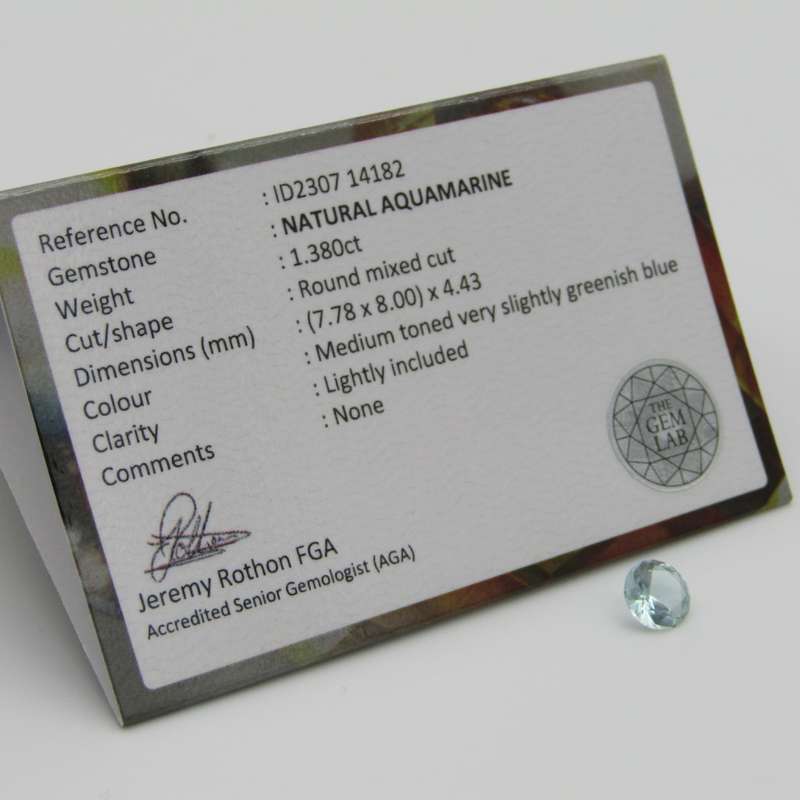 Reference No. : ID2307 14182
Gemstone : NATURAL AQUAMARINE
Weight : 1.380ct
Cut/shape : Round mixed cut
Dimensions (mm) : (7.78 x 8.00) x 4.43
Colour : Medium toned very slightly greenish blue
Clarity : Lightly included
Comments : None
THE
GEM
LAB
Jeremy Rothon FGA
Accredited Senior Gemologist (AGA)